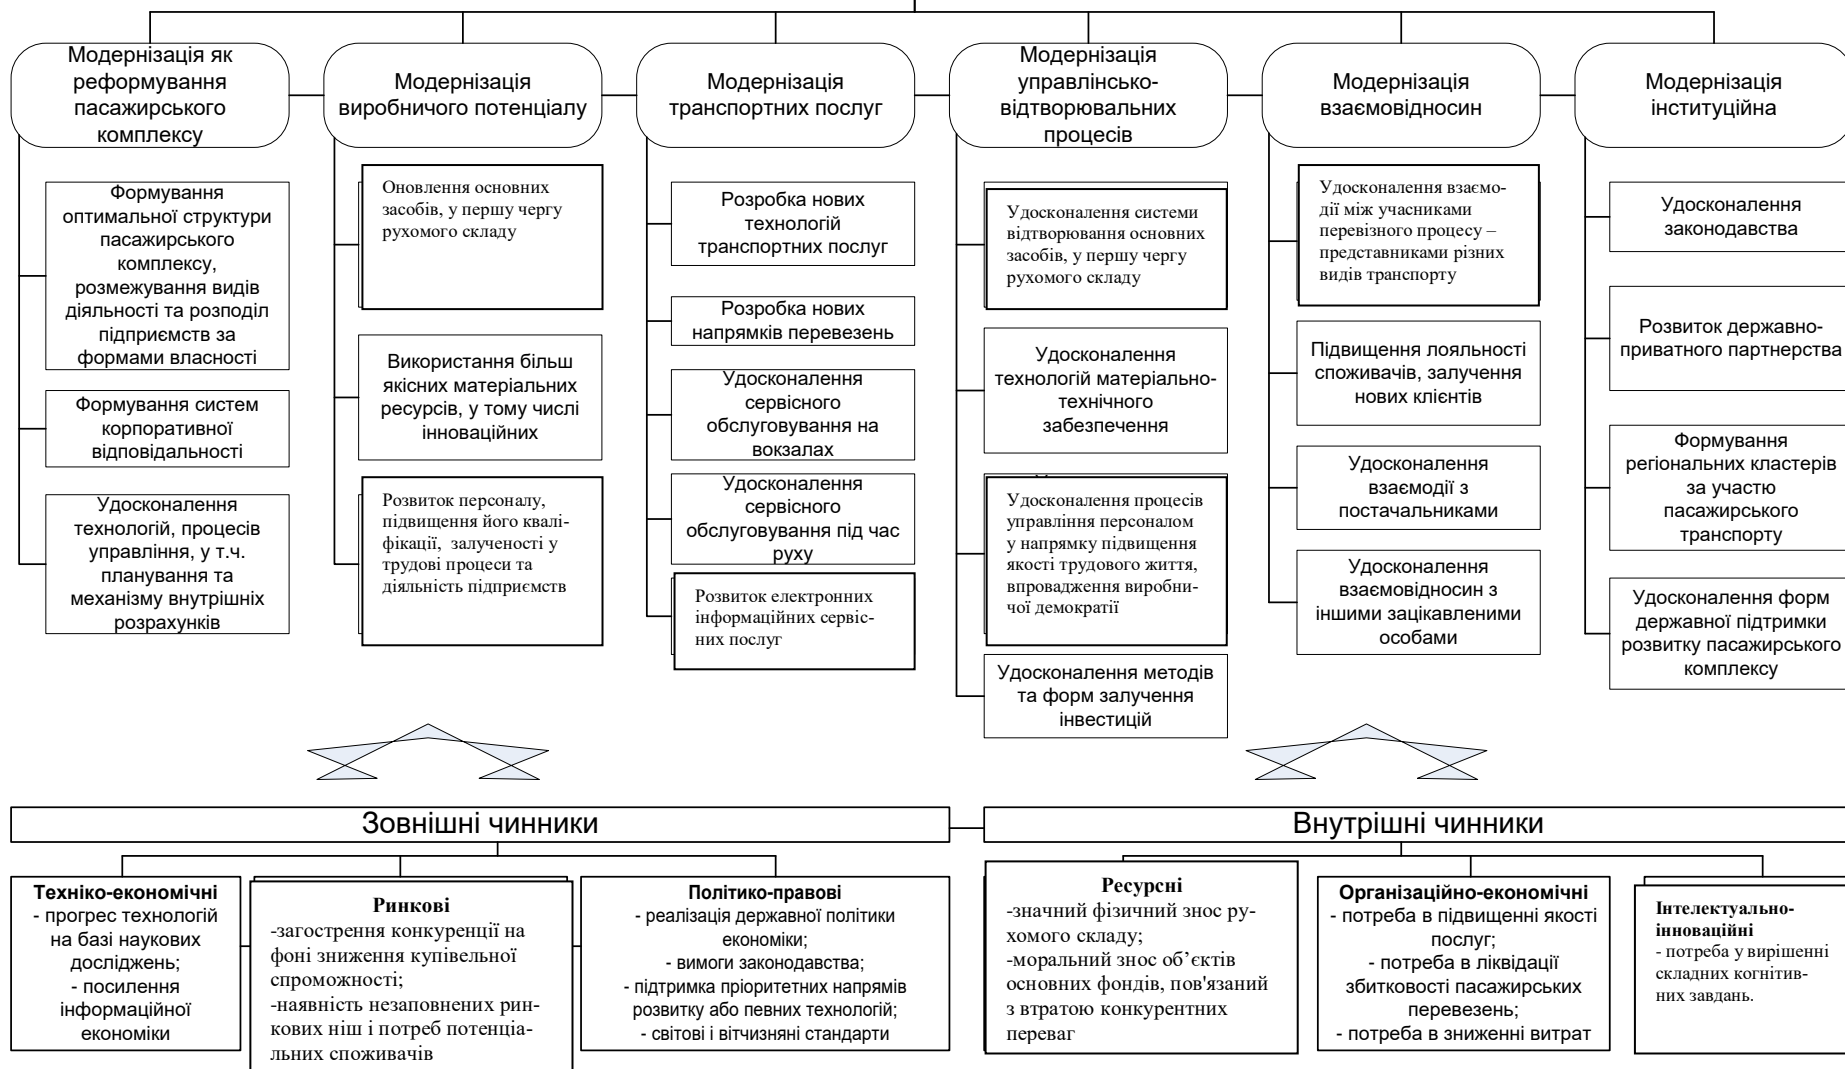 Модернізація як
реформування
пасажирського
комплексу
Модернізація
виробничого потенціалу
Модернізація
транспортних послуг
Модернізація
управлінсько-
відтворювальних
процесів
Модернізація
взаємовідносин
Модернізація
інституційна
Формування
оптимальної структури
пасажирського
комплексу,
розмежування видів
діяльності та розподіл
підприємств за
формами власності
Формування систем
корпоративної
відповідальності
Удосконалення
технологій, процесів
управління, у т.ч.
планування та
механізму внутрішніх
розрахунків
Оновлення основних
засобів, у першу чергу
рухомого складу
Використання більш
якісних матеріальних
ресурсів, у тому числі
інноваційних
Розвиток персоналу,
підвищення його квалі-
фікації, залученості у
трудові процеси та
діяльність підприємств
Розробка нових
технологій
транспортних послуг
Розробка нових
напрямків перевезень
Удосконалення
сервісного
обслуговування на
вокзалах
Удосконалення
сервісного
обслуговування під час
руху
Розвиток електронних
інформаційних сервіс-
них послуг
Удосконалення системи
відтворювання основних
засобів, у першу чергу
рухомого складу
Удосконалення
технологій матеріально-
технічного
забезпечення
Удосконалення процесів
управління персоналом
у напрямку підвищення
якості трудового життя,
впровадження виробни-
чої демократії
Удосконалення методів
та форм залучення
інвестицій
Удосконалення взаємо-
дії між учасниками
перевізного процесу –
представниками різних
видів транспорту
Підвищення лояльності
споживачів, залучення
нових клієнтів
Удосконалення
взаємодії з
постачальниками
Удосконалення
взаємовідносин з
іншими зацікавленими
особами
Удосконалення
законодавства
Розвиток державно-
приватного партнерства
Формування
регіональних кластерів
за участю
пасажирського
транспорту
Удосконалення форм
державної підтримки
розвитку пасажирського
комплексу
Зовнішні чинники
Техніко-економічні
- прогрес технологій
на базі наукових
досліджень;
- посилення
інформаційної
економіки
Ринкові
-загострення конкуренції на
фоні зниження купівельної
спроможності;
-наявність незаповнених рин-
кових ніш і потреб потенціа-
льних споживачів
Політико-правові
- реалізація державної політики
економіки;
- вимоги законодавства;
- підтримка пріоритетних напрямів
розвитку або певних технологій;
- світові і вітчизняні стандарти
Внутрішні чинники
Ресурсні
-значний фізичний знос ру-
хомого складу;
-моральний знос об’єктів
основних фондів, пов'язаний
з втратою конкурентних
переваг
Організаційно-економічні
- потреба в підвищенні якості
послуг;
- потреба в ліквідації
збитковості пасажирських
перевезень;
- потреба в зниженні витрат
Інтелектуально-
інноваційні
- потреба у вирішенні
складних когнітив-
них завдань.